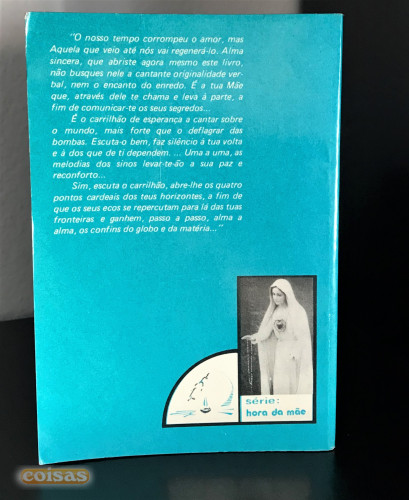 "O nosso tempo corrompeu o amor, mas
Aquela que veio até nós vai regenerá-lo. Alma
sincera, que abriste agora mesmo este livro,
não busques nele a cantante originalidade ver-
bal, nem o encanto do enredo. É a tua Mãe
que, através dele te chama e leva à parte, a
fim de comunicar-te os seus segredos...
É o carrilhão de esperança a cantar sobre
o mundo, mais forte que o deflagrar das
bombas. Escuta-o bem, faz silêncio à tua volta
e à dos que de ti dependem. ... Uma a uma, as
melodias dos sinos levar-te-ão a sua paz e
reconforto...
Sim, escuta o carrilhão, abre-lhe os quatro
pontos cardeais dos teus horizontes, a fim de
que os seus ecos se repercutam para lá das tuas
fronteiras e ganhem, passo a passo, alma a
alma, os confins do globo e da matéria..."
série:
hora da mãe
coisas